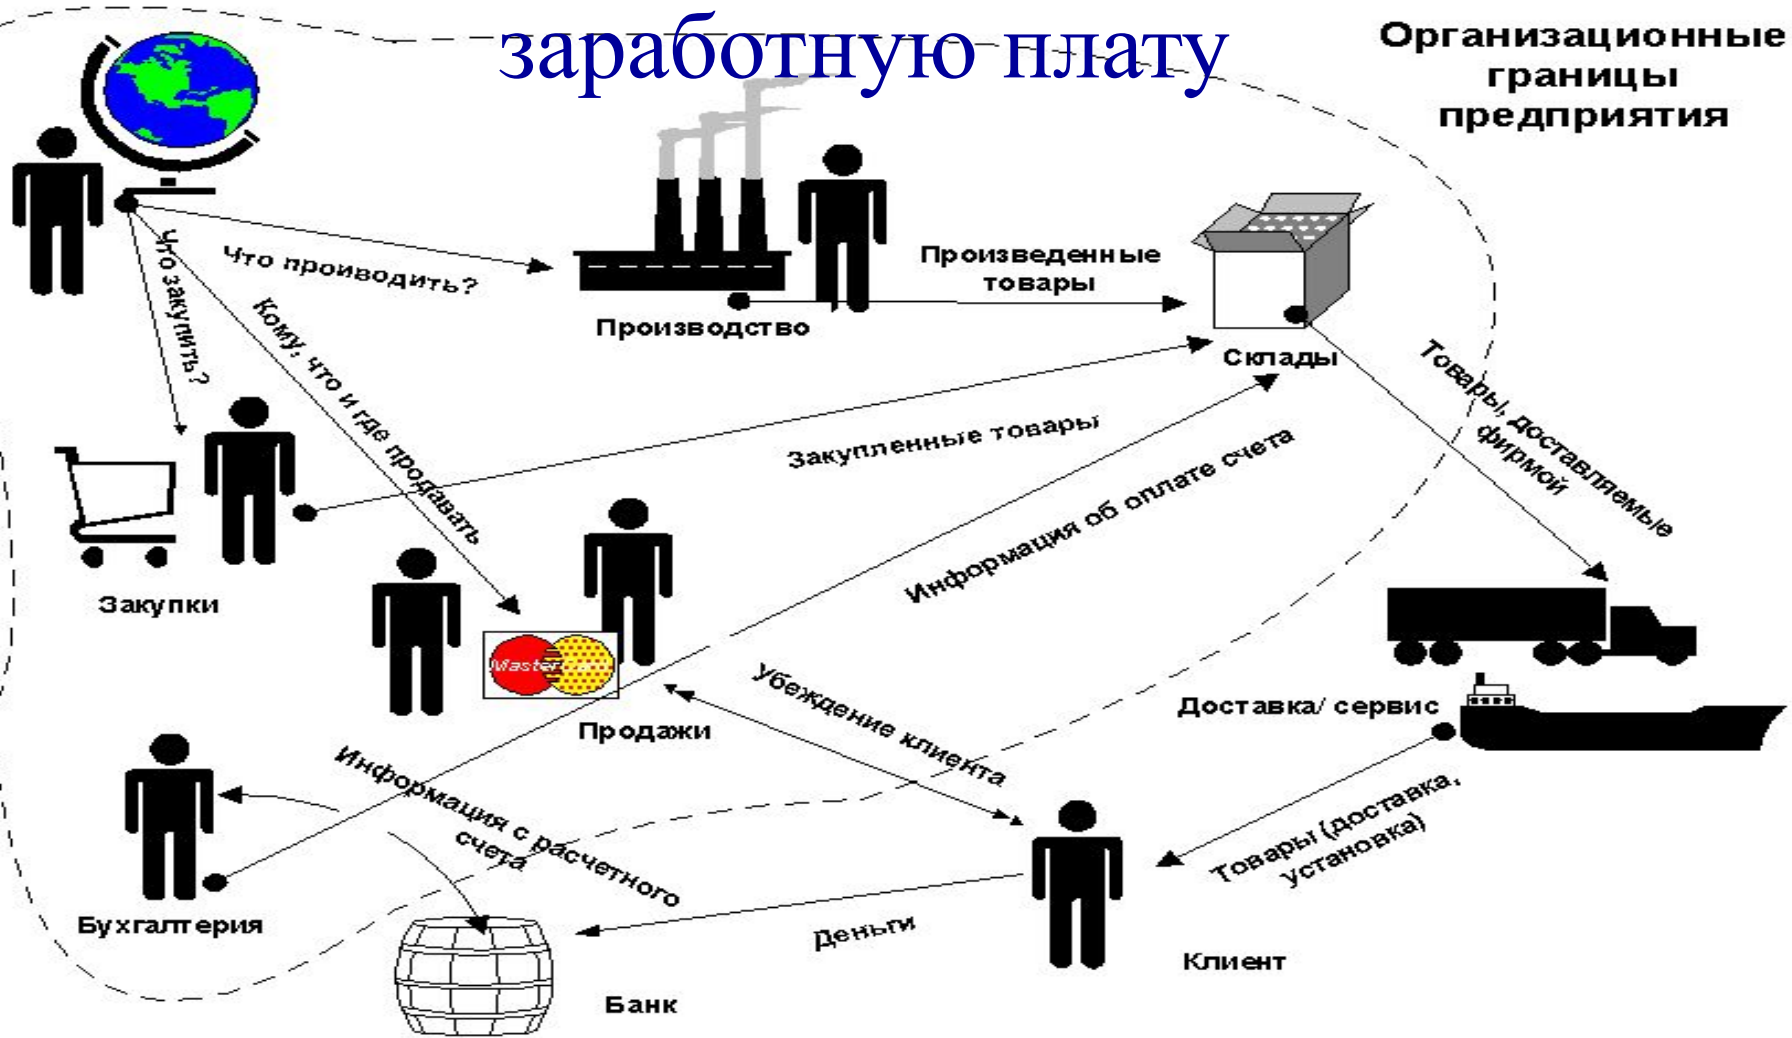 заработную плату
Организационные
границы
предприятия
Что закупить?
Что проиводить?
Кому, что и где продавать
Производство
Произведенные
товары
Склады
Товары, доставляемые
фирмой
Закупленные товары
Информация об оплате счета
Закупки
MasterCard
Продажи
Убеждение клиента
Доставка/ сервис
Товары (доставка,
установка)
Информация с расчетного
счета
Бухгалтерия
Деньги
Клиент
Банк